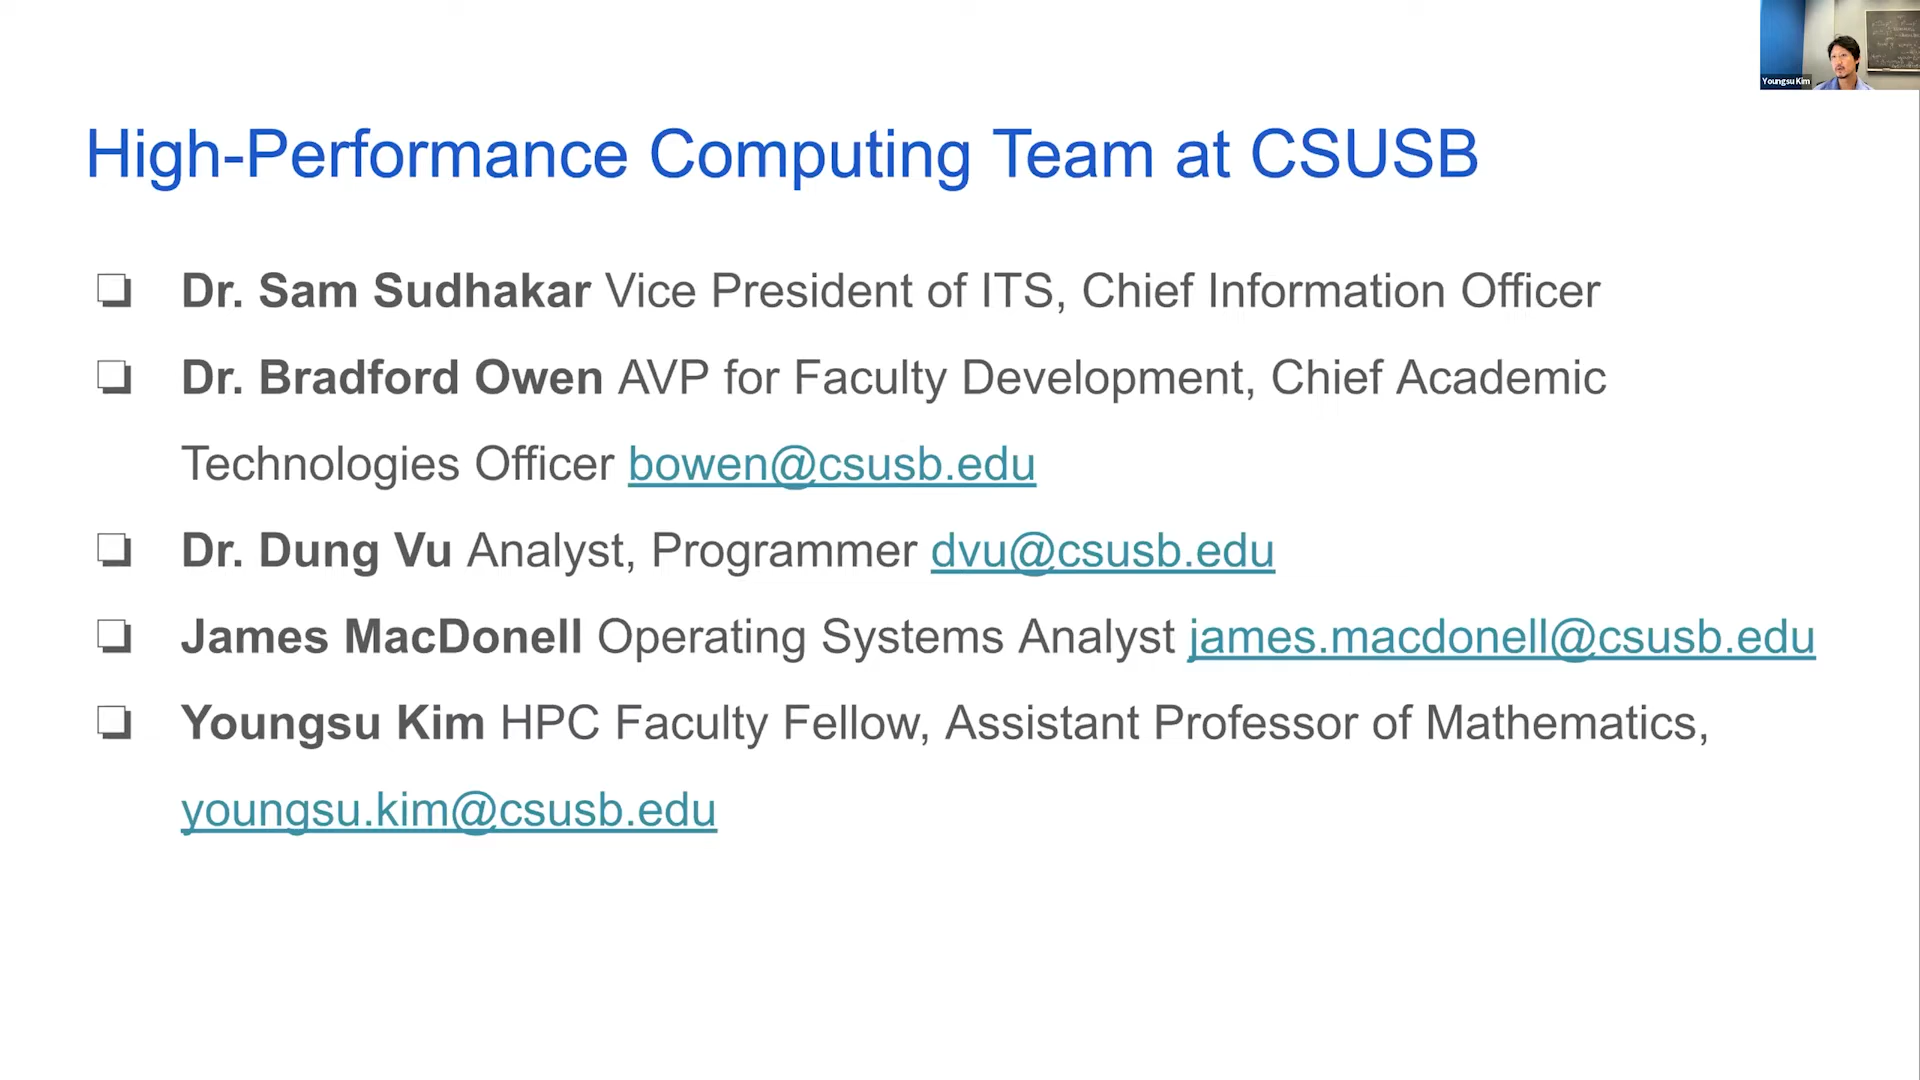 Youngsu Kim
High-Performance Computing Team at CSUSB
Dr. Sam Sudhakar Vice President of ITS, Chief Information Officer
Dr. Bradford Owen AVP for Faculty Development, Chief Academic
Technologies Officer bowen@csusb.edu
Dr. Dung Vu Analyst, Programmer dvu@csusb.edu
James MacDonell Operating Systems Analyst james.macdonell@csusb.edu
Youngsu Kim HPC Faculty Fellow, Assistant Professor of Mathematics,
youngsu.kim@csusb.edu